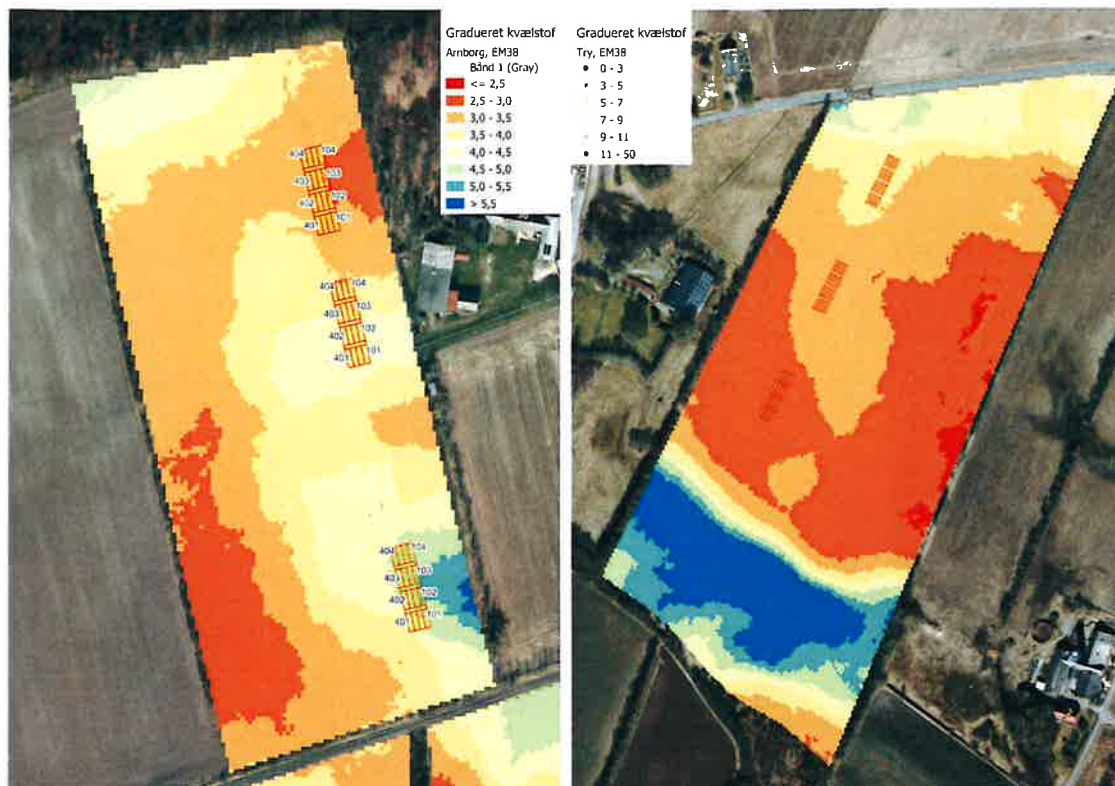 Gradueret kvælstof
Arnborg, EM38
Bånd 1 (Gray)
<= 2,5
2,5 - 3,0
3,0 - 3,5
3,5 - 4,0
4,0 - 4,5
4,5 - 5,0
5,0 - 5,5
> 5,5
Gradueret kvælstof
Try, EM38
0 - 3
3 - 5
5 - 7
7 - 9
9 - 11
11 - 50
404 104
403 103
402 102
401 101
404 104
403 103
402 102
401 101
404 104
403 103
402 102
401 101